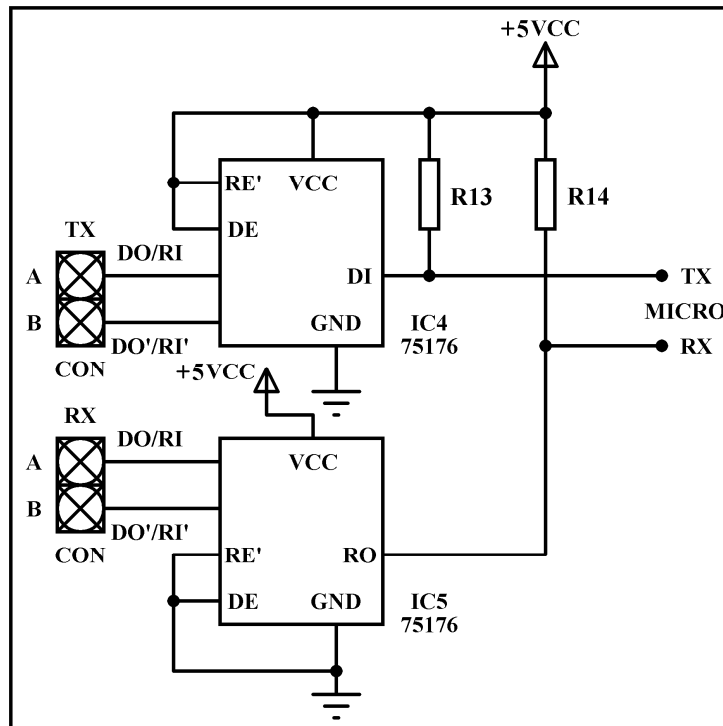 +5VCC
RE'
VCC
R13
R14
TX
DE
DO/RI
A
DI
TX
B
GND
IC4
MICRO
DO'/RI'
75176
RX
CON
+5VCC
RX
DO/RI
VCC
A
B
DO'/RI'
CON
RE'
RO
DE
GND
IC5
75176